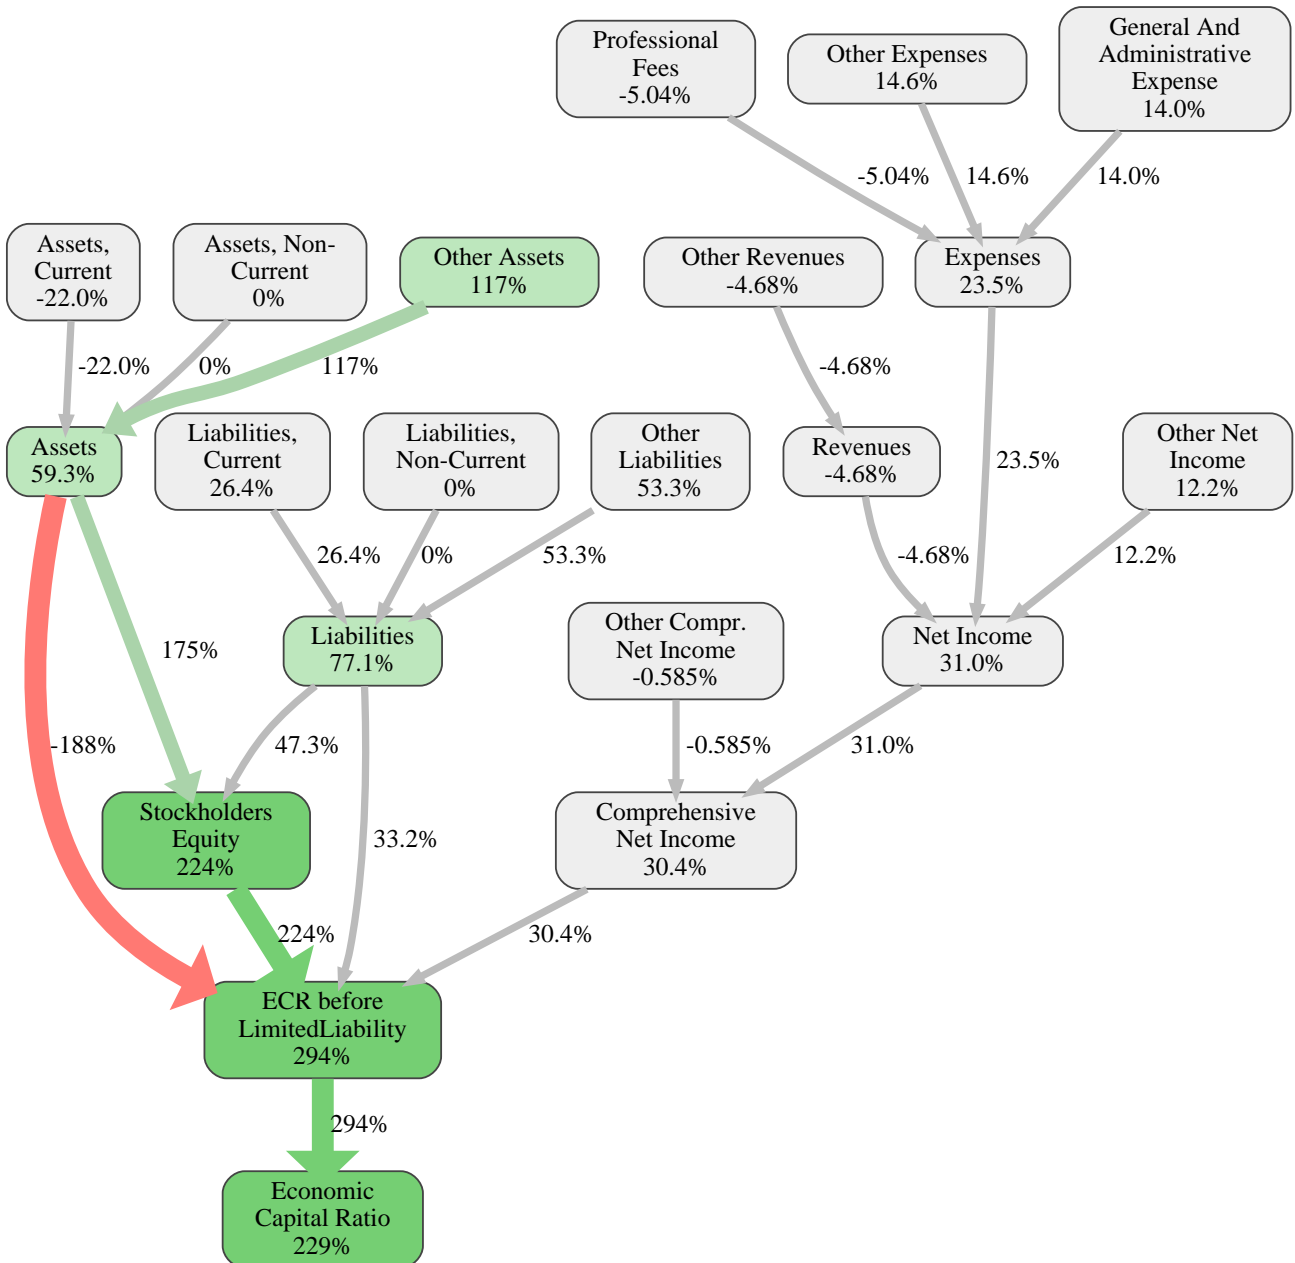 Professional
Fees
-5.04%
Other Expenses
14.6%
General And
Administrative
Expense
14.0%
-5.04%
14.6%
14.0%
Assets,
Current
-22.0%
Assets, Non-
Current
0%
Other Assets
117%
Other Revenues
-4.68%
Expenses
23.5%
-22.0%
0%
117%
-4.68%
Assets
59.3%
Liabilities,
Current
26.4%
Liabilities,
Non-Current
0%
Other
Liabilities
53.3%
Revenues
-4.68%
23.5%
Other Net
Income
12.2%
26.4%
0%
53.3%
-4.68%
12.2%
175%
Liabilities
77.1%
Other Compr.
Net Income
-0.585%
Net Income
31.0%
-188%
47.3%
-0.585%
31.0%
Stockholders
Equity
224%
33.2%
Comprehensive
Net Income
30.4%
224%
30.4%
ECR before
LimitedLiability
294%
294%
Economic
Capital Ratio
229%